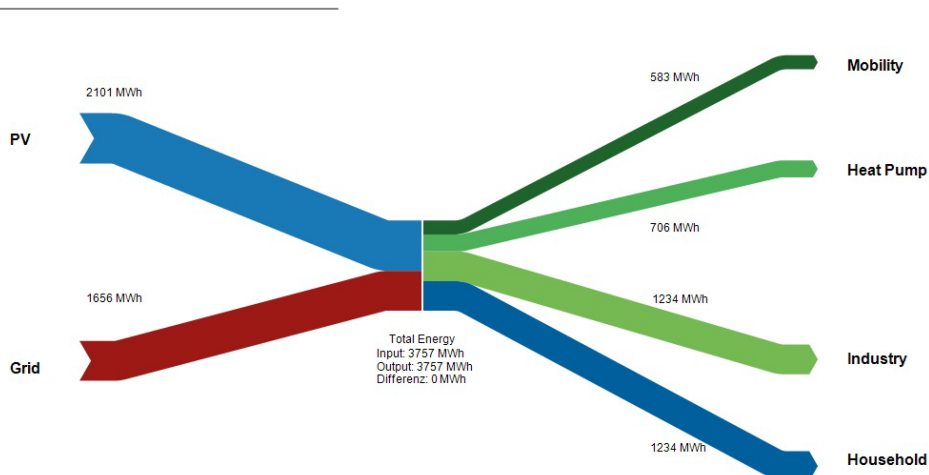 2101 MWh
PV
1656 MWh
Grid
Total Energy
Input: 3757 MWh
Output: 3757 MWh
Differenz: 0 MWh
583 MWh
Mobility
Heat Pump
706 MWh
1234 MWh
Industry
1234 MWh
Household